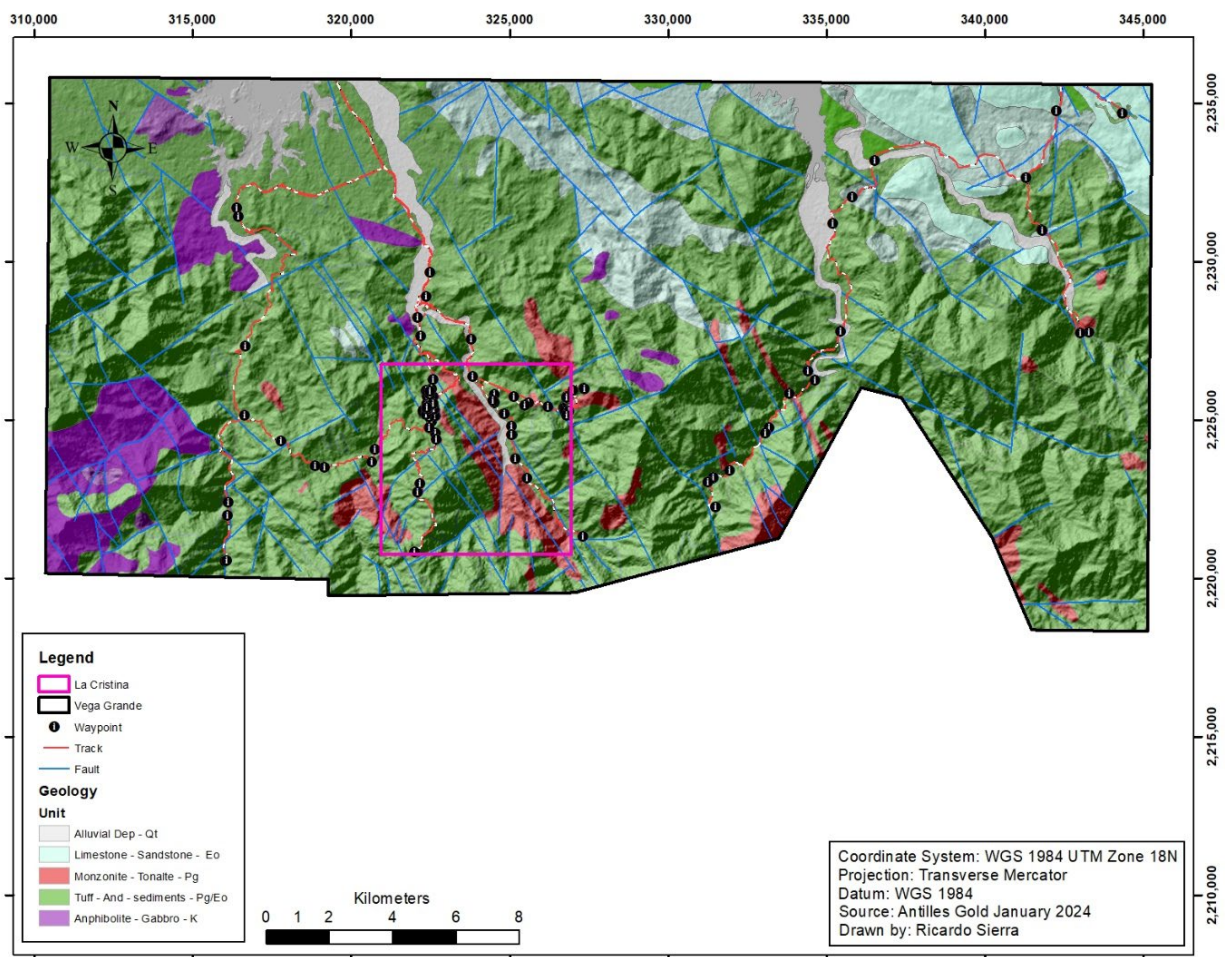 310,000 315,000 320,000 325,000 330,000 335,000 340,000 345,000
N
W E
S
2,235,000
2,230,000
2,225,000
2,220,000
2,215,000
2,210,000
Legend
La Cristina
Vega Grande
Waypoint
Track
Fault
Geology
Unit
Alluvial Dep - Qt
Limestone - Sandstone - Eo
Monzonite - Tonalte - Pg
Tuff - And - sediments - Pg/Eo
Anphibolite - Gabbro - K
Kilometers
0 1 2 4 6 8
Coordinate System: WGS 1984 UTM Zone 18N
Projection: Transverse Mercator
Datum: WGS 1984
Source: Antilles Gold January 2024
Drawn by: Ricardo Sierra